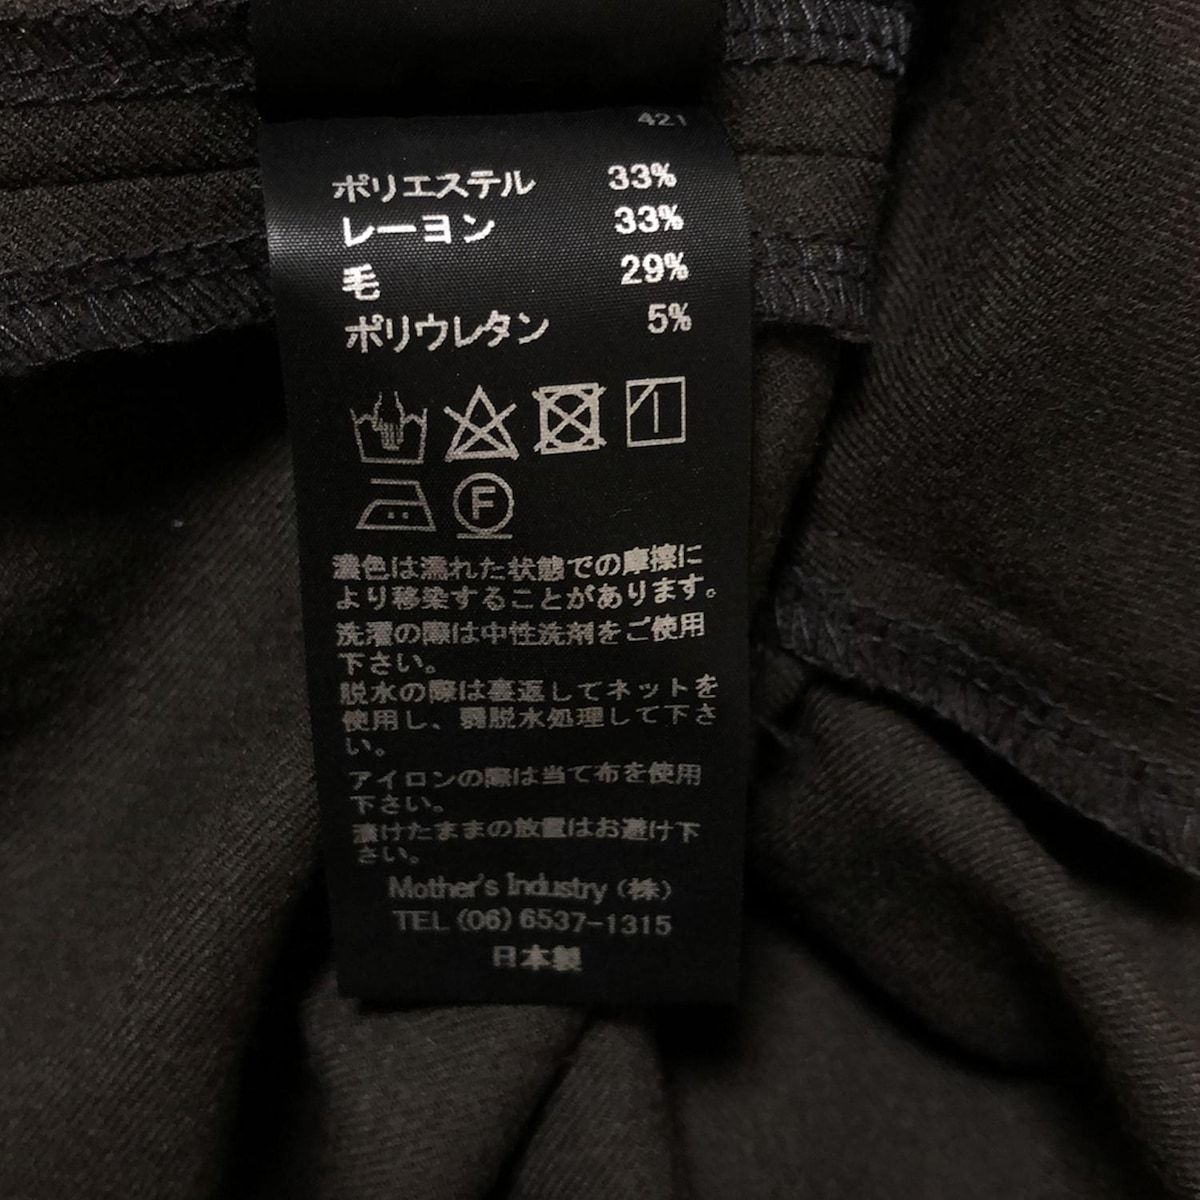 421
ポリエステル 33%
レーヨン 33%
毛 29%
ポリウレタン 5%
F
濃色は濡れた状態での摩擦に
より移染することがあります。
洗濯の際は中性洗剤をご使用
下さい。
脱水の際は裏返してネットを
使用し、弱脱水処理して下さ
い。
アイロンの際は当て布を使用
下さい。
漬けたままの放置はお避け下
さい。
Mother's Industry (株)
TEL (06) 6537-1315
日本製